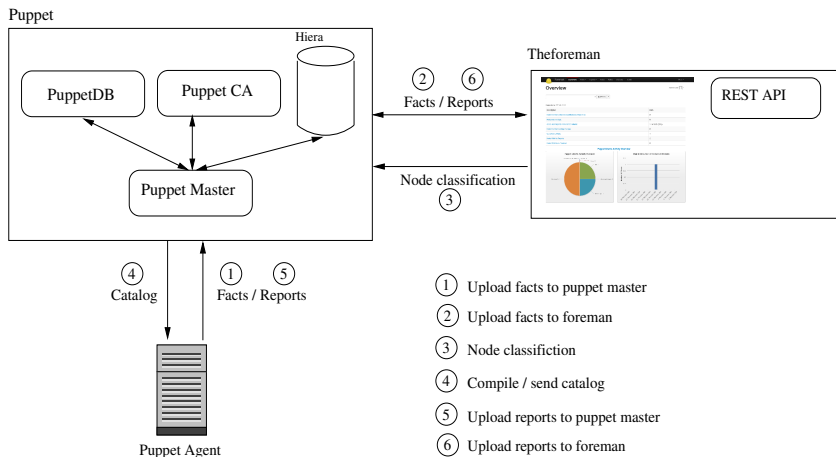 Puppet
Hiera
PuppetDB
Puppet CA
Puppet Master
2 6
Facts / Reports
Node classification
3
Theforeman
Overview
REST API
4
Catalog
1 5
Facts / Reports
Puppet Agent
1 Upload facts to puppet master
2 Upload facts to foreman
3 Node classifiction
4 Compile / send catalog
5 Upload reports to puppet master
6 Upload reports to foreman